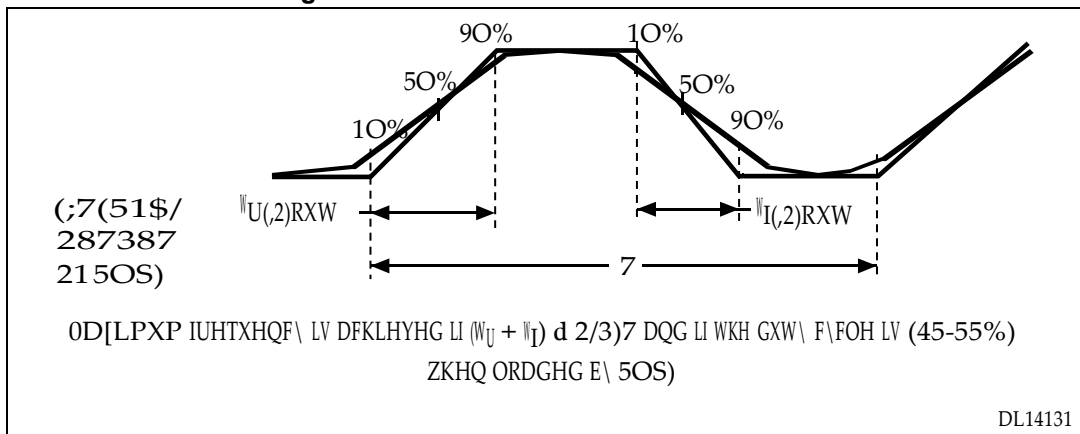 9O% 1O%
5O% 5O%
1O% 9O%
(;7(51$/
287387
215OS)
WU(,2)RXW
WI(,2)RXW
7
0D[LPXP IUHTXHQF\ LV DFKLHYHG LI (WU + WI) d 2/3)7 DQG LI WKH GXW\ F\FOH LV (45-55%)
ZKHQ ORDGHG E\ 5OS)
DL14131